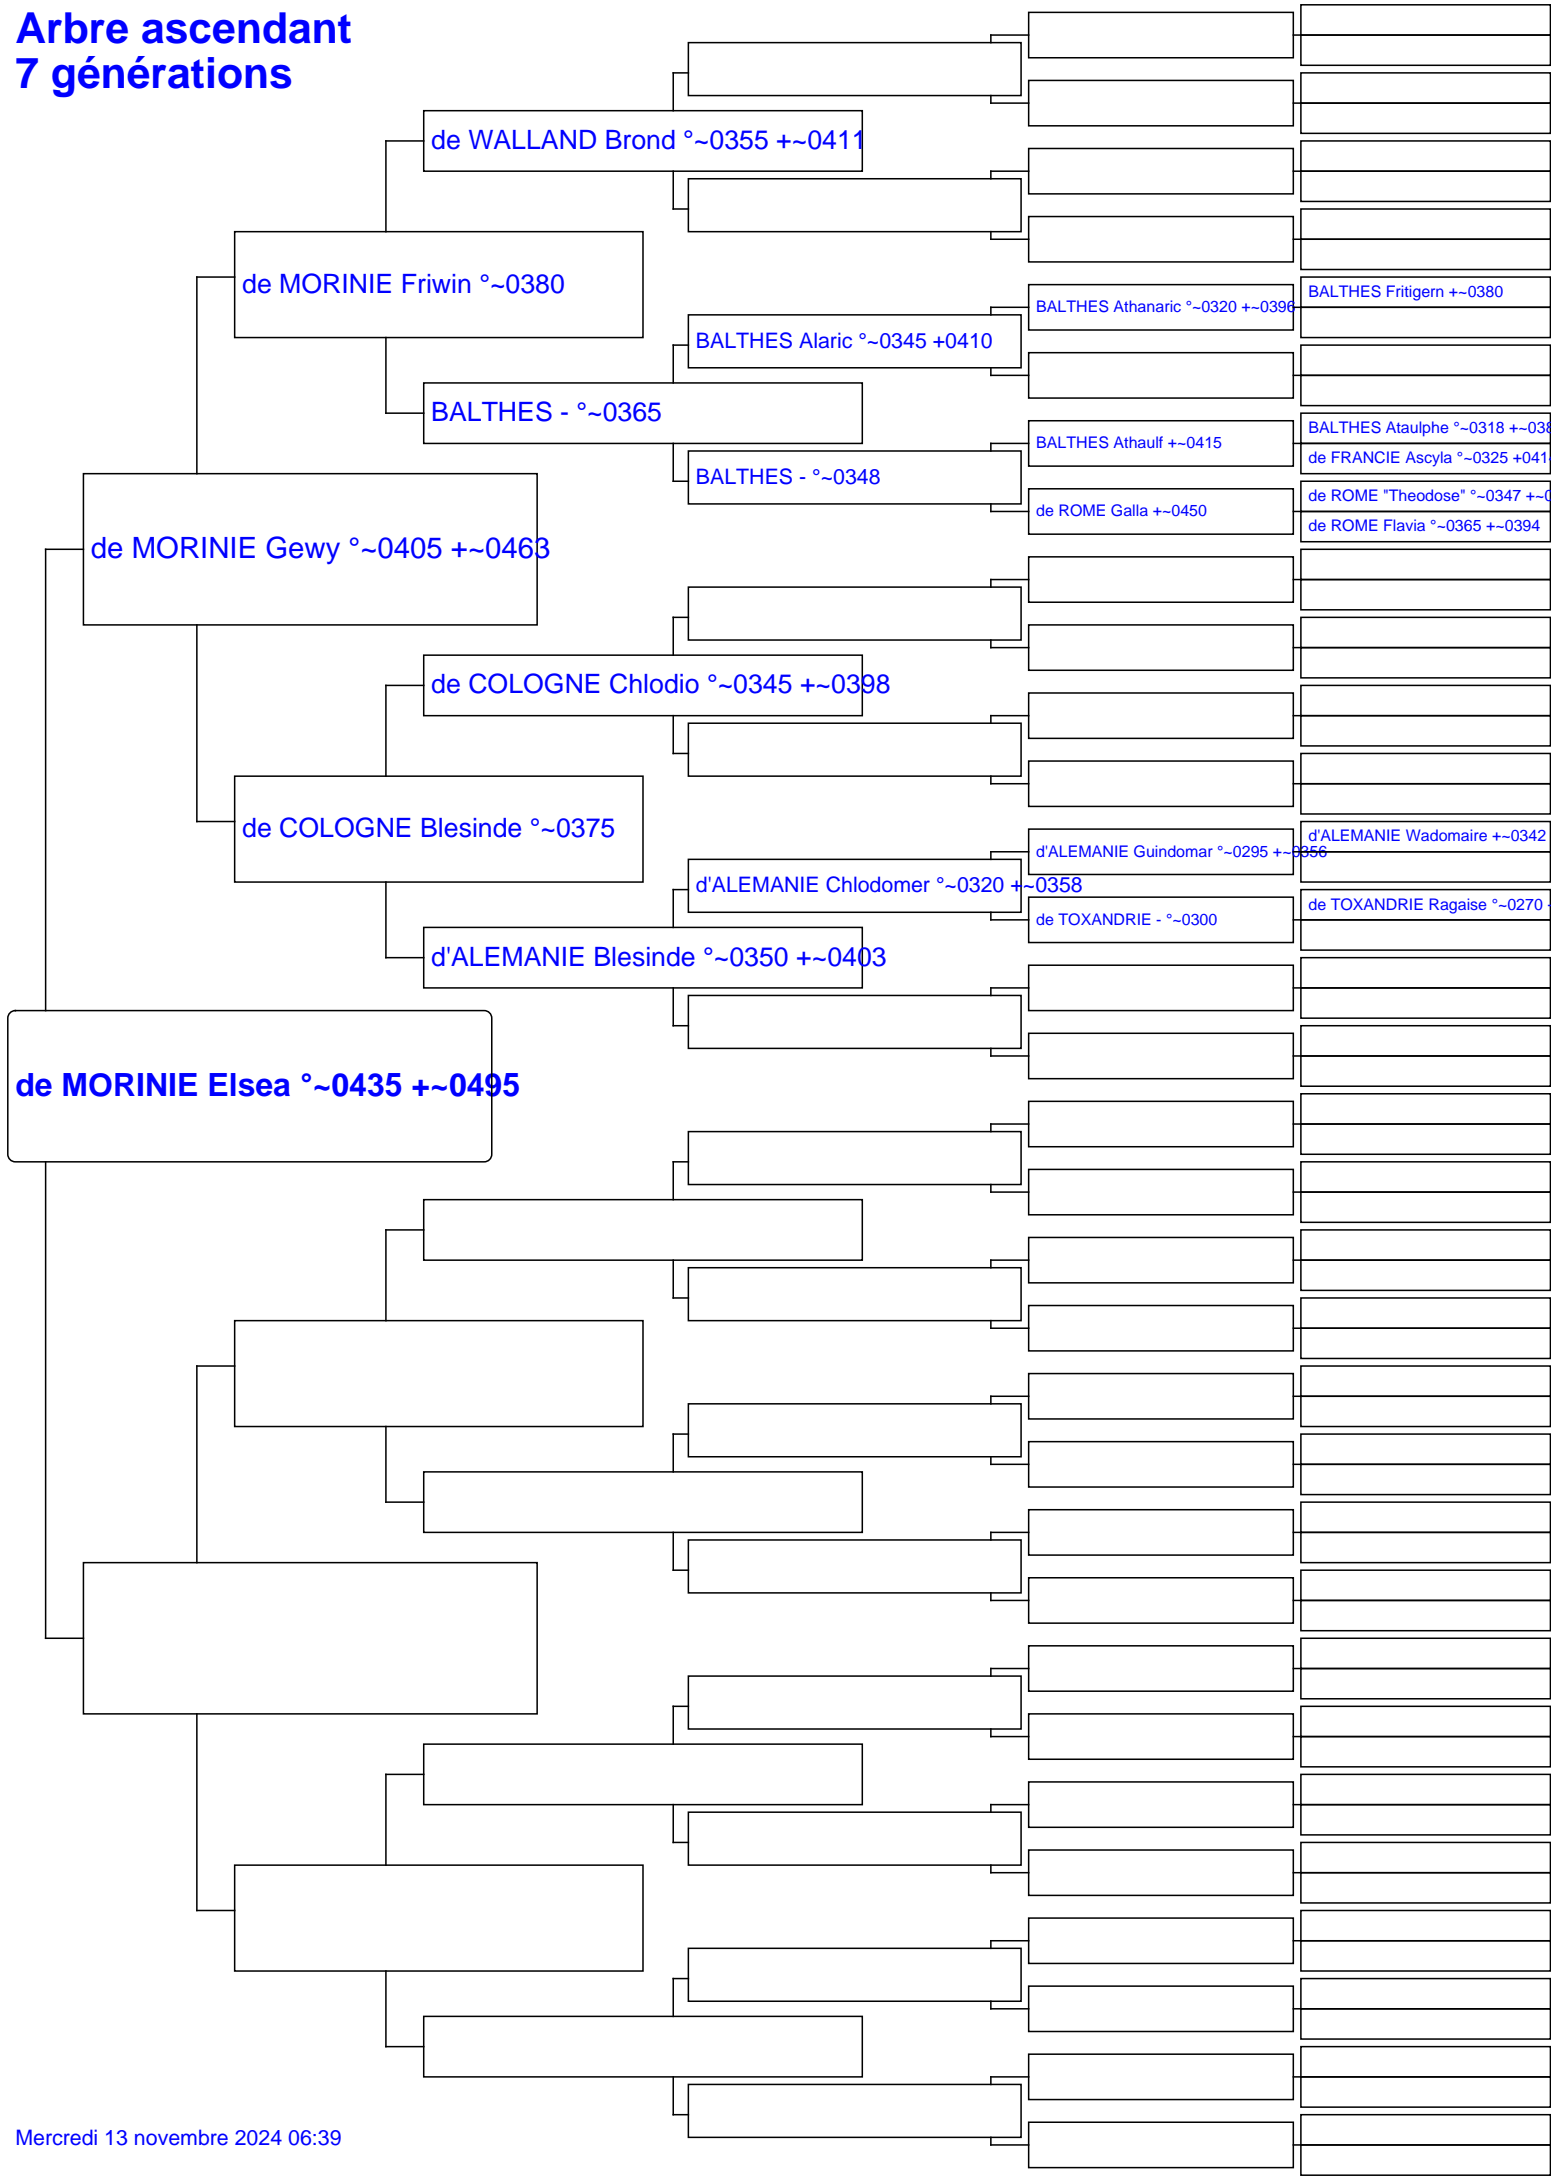 Arbre ascendant
7 générations
de WALLAND Brond °~0355 +~0411
de MORINIE Friwin °~0380
BALTHES Fritigern +~0380
BALTHES Athanaric °~0320 +~0396
BALTHES Alaric °~0345 +0410
BALTHES - °~0365
BALTHES Ataulphe °~0318 +~038
BALTHES Athaulf +~0415
de FRANCIE Ascyla °~0325 +041
BALTHES - °~0348
de ROME "Theodose" °~0347 +~0
de ROME Galla +~0450
de ROME Flavia °~0365 +~0394
de MORINIE Gewy °~0405 +~0463
de COLOGNE Chlodio °~0345 +~0398
de COLOGNE Blesinde °~0375
d'ALEMANIE Wadomaire +~0342
d'ALEMANIE Guindomar °~0295 +~0356
d'ALEMANIE Chlodomer °~0320 +~0358
de TOXANDRIE Ragaise °~0270
de TOXANDRIE - °~0300
d'ALEMANIE Blesinde °~0350 +~0403
de MORINIE Elsea °~0435 +~0495
Mercredi 13 novembre 2024 06:39